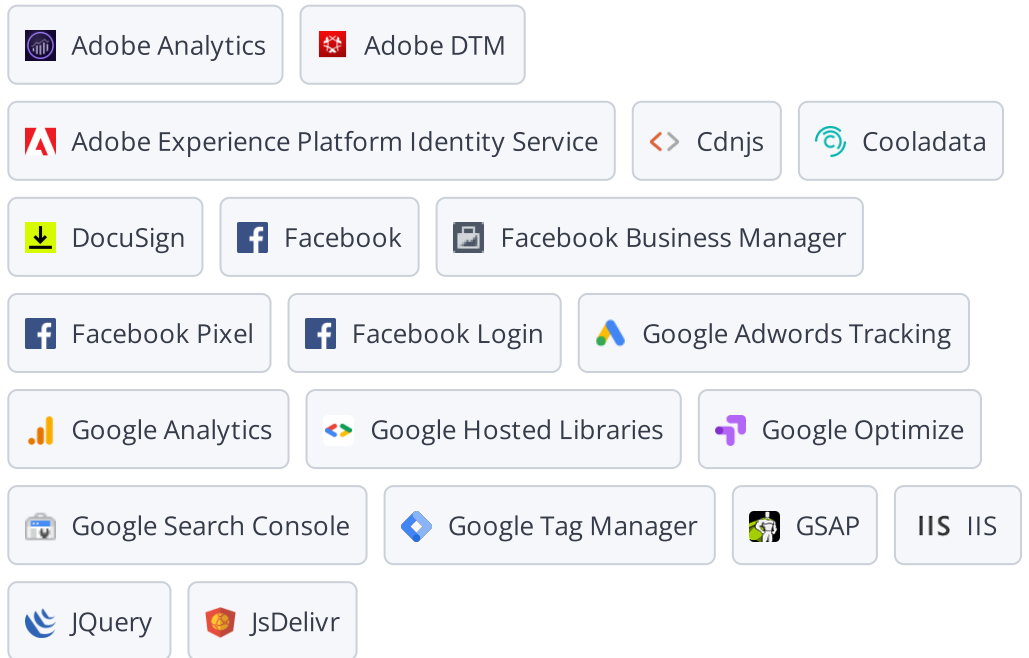 Adobe Analytics Adobe DTM
Adobe Experience Platform Identity Service Cdnjs Cooladata
DocuSign Facebook Facebook Business Manager
Facebook Pixel Facebook Login Google Adwords Tracking
Google Analytics Google Hosted Libraries Google Optimize
Google Search Console Google Tag Manager GSAP IIS IIS
JQuery JsDelivr